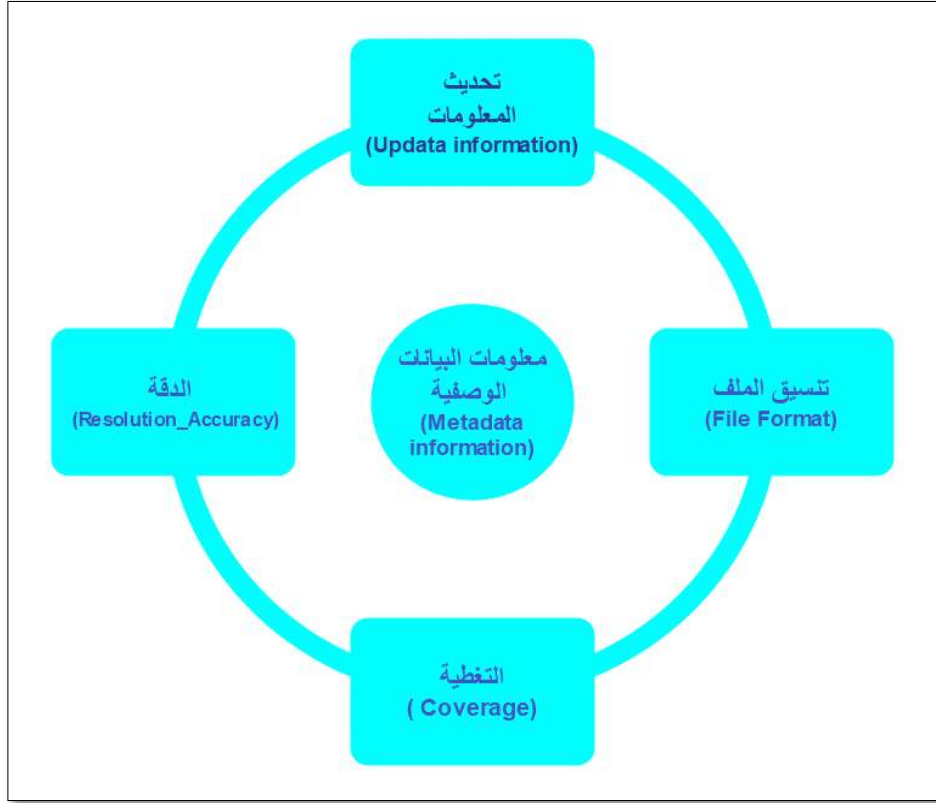 تحديث
المعلومات
(Updata information)
الدقة
(Resolution_Accuracy)
معلومات البيانات
الوصفية
(Metadata
information)
تنسيق الملف
(File Format)
التغطية
( Coverage)